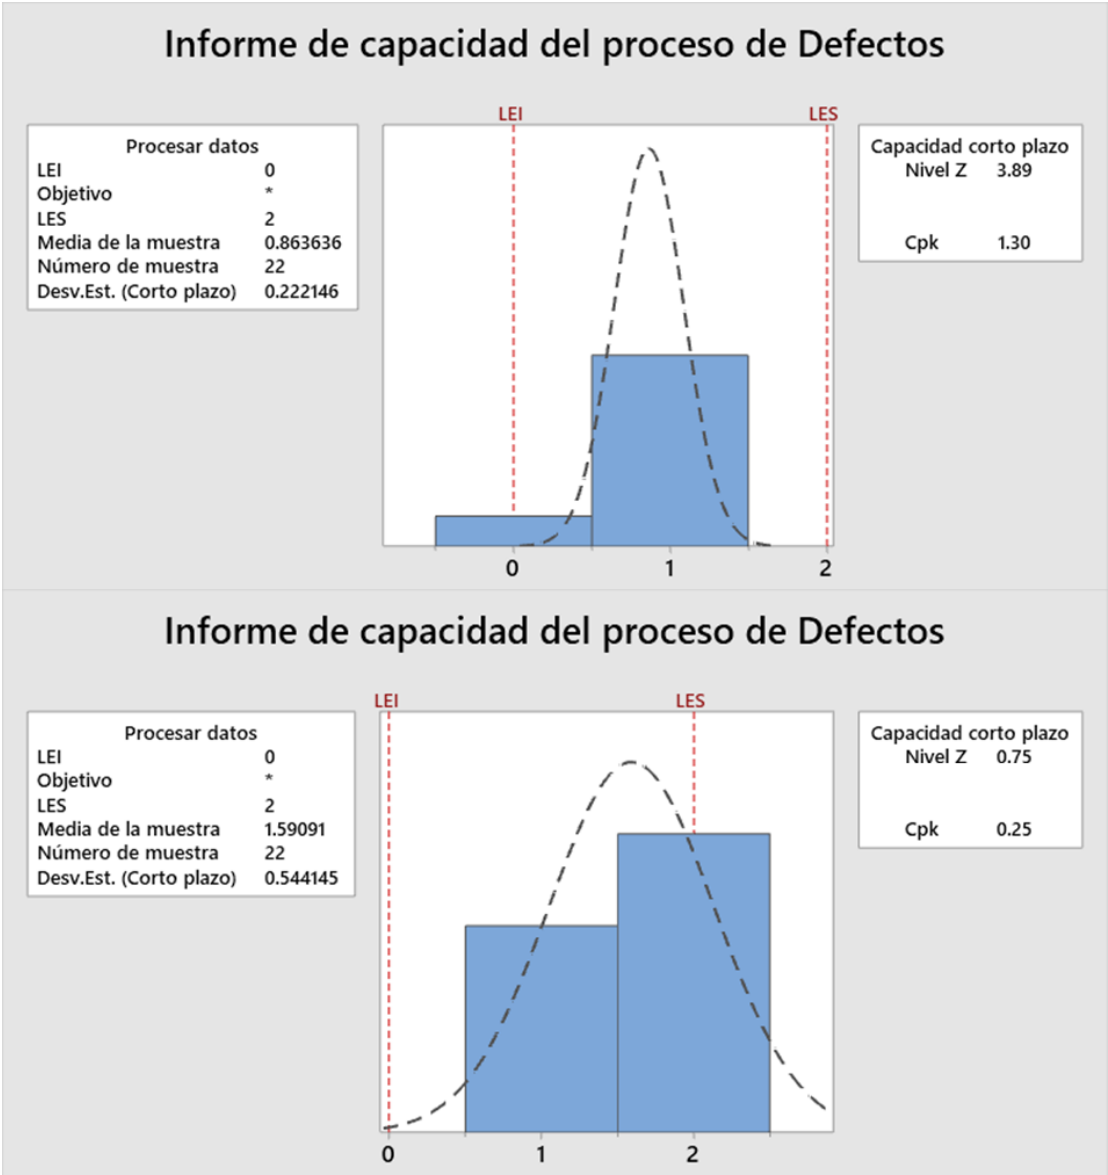 Informe de capacidad del proceso de Defectos
LEI LES
Procesar datos
LEI 0
Objetivo *
LES 2
Media de la muestra 0.863636
Número de muestra 22
Desv.Est. (Corto plazo) 0.222146
Capacidad corto plazo
Nivel Z 3.89
Cpk 1.30
0 1 2
Informe de capacidad del proceso de Defectos
LEI LES
Procesar datos
LEI 0
Objetivo *
LES 2
Media de la muestra 1.59091
Número de muestra 22
Desv.Est. (Corto plazo) 0.544145
Capacidad corto plazo
Nivel Z 0.75
Cpk 0.25
0 1 2